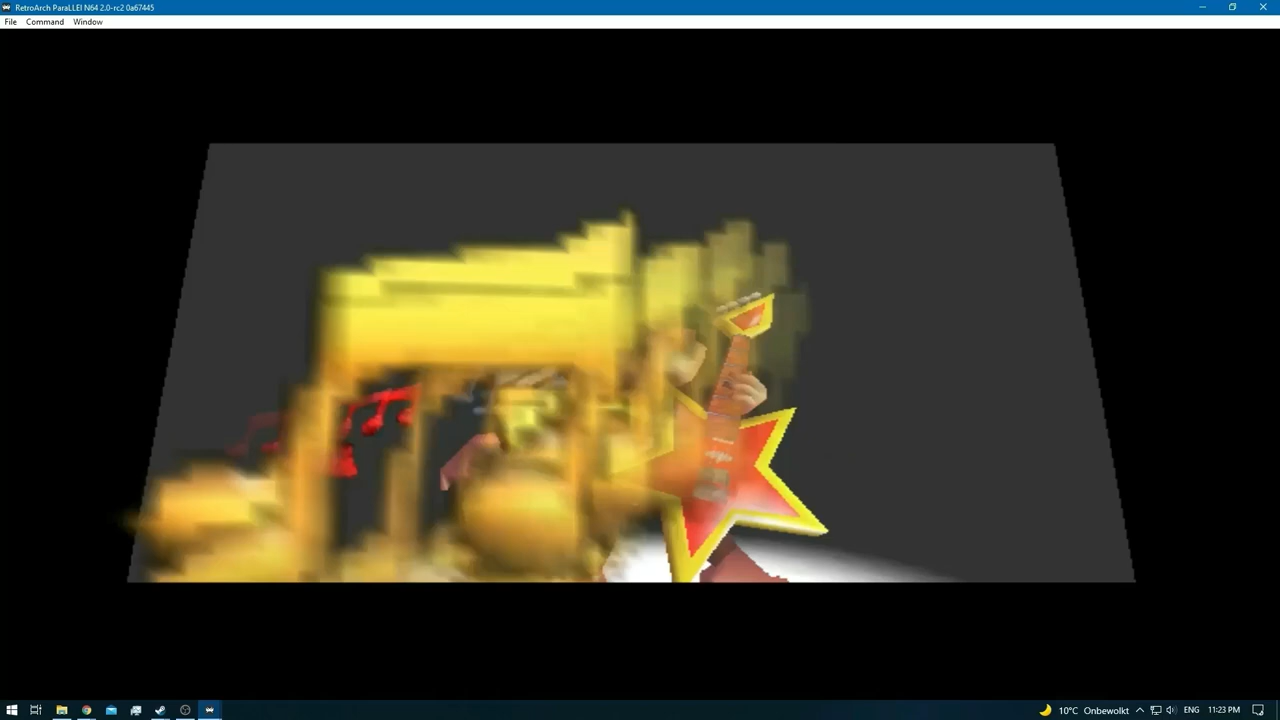 RetroArch ParaLLEl N64 2.0-rc2 0a67445
File Command Window
10°C Onbewolkt ENG 11:23 PM